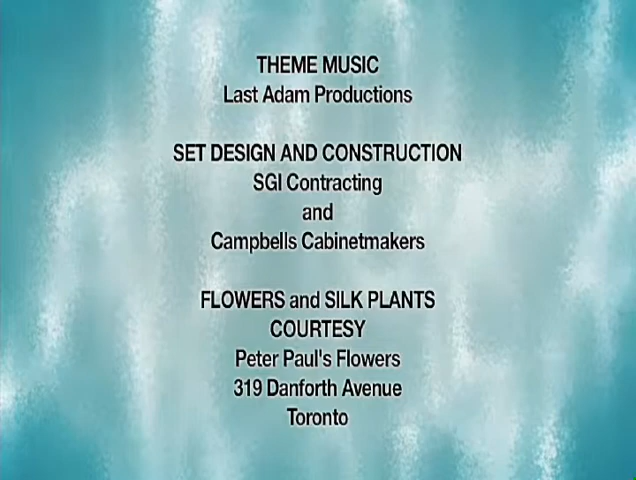 THEME MUSIC
Last Adam Productions
SET DESIGN AND CONSTRUCTION
SGI Contracting
and
Campbells Cabinetmakers
FLOWERS and SILK PLANTS
COURTESY
Peter Paul's Flowers
319 Danforth Avenue
Toronto